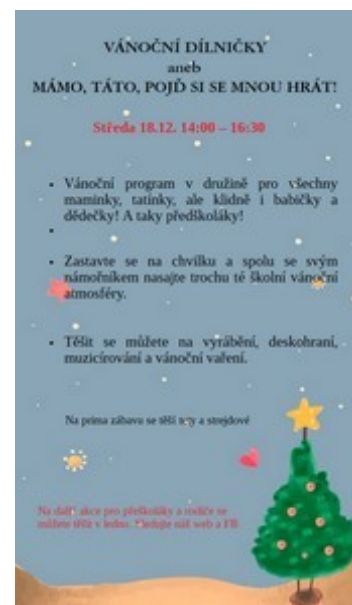 VÁNOČNÍ DÍLNIČKY
aneb
MÁMO, TÁTO, POJĎ SI SE MNOU HRÁT!
Středa 18.12. 14:00 – 16:30
Vánoční program v družině pro všechny
maminky, tatínky, ale klidně i babičky a
dědečky! A taky předškoláky!
Zastavte se na chvilku a spolu se svým
námořníkem nasajte trochu té školní vánoční
atmosféry.
Těšit se můžete na vyrábění, deskohraní,
muzicírování a vánoční vaření.
Na prima zábavu se těší tety a strejdové
Na další akce pro přeškoláky a rodiče se
můžete těšit v lednu. Sledujte náš web a FB.